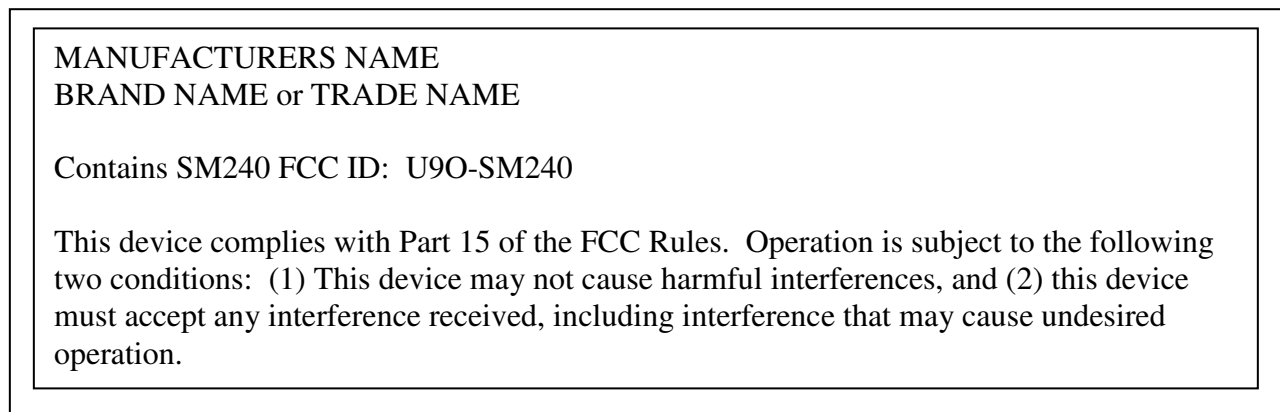 MANUFACTURERS NAME
BRAND NAME or TRADE NAME
Contains SM240 FCC ID:  U9O-SM240
This device complies with Part 15 of the FCC Rules.  Operation is subject to the following
two conditions:  (1) This device may not cause harmful interferences, and (2) this device
must accept any interference received, including interference that may cause undesired
operation.